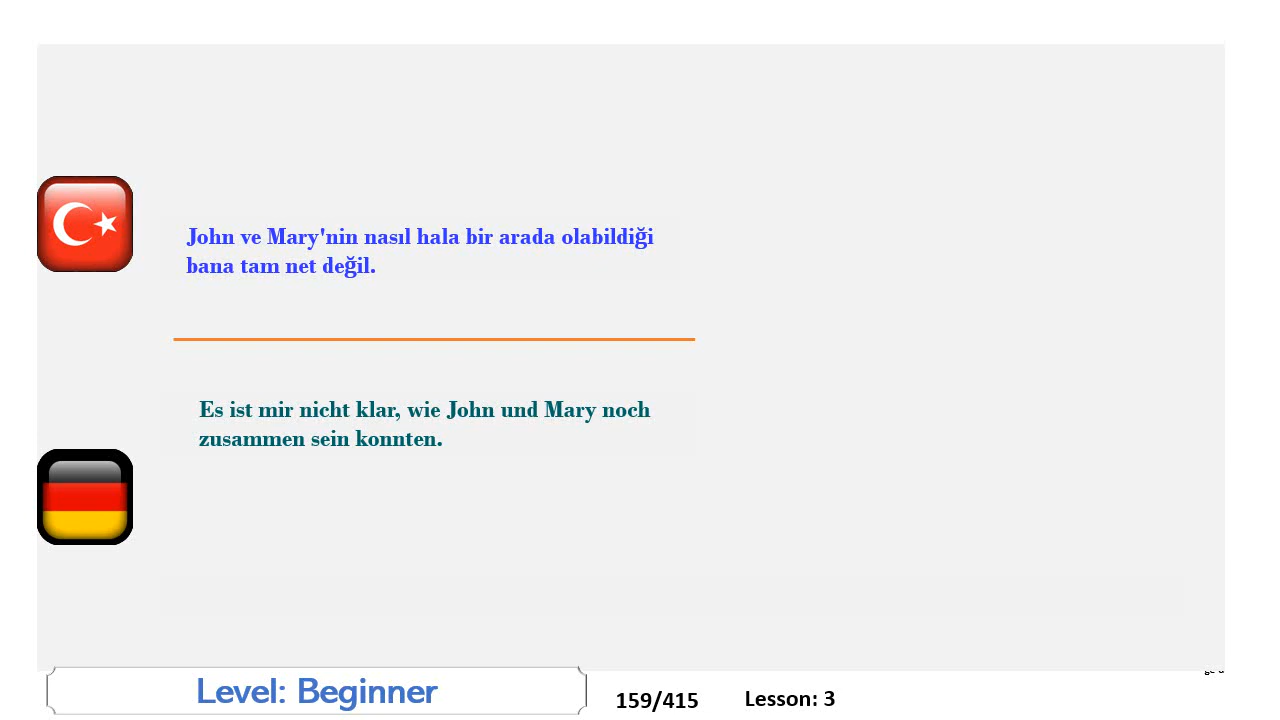 John ve Mary'nin nasıl hala bir arada olabildiği
bana tam net değil.
Es ist mir nicht klar, wie John und Mary noch
zusammen sein konnten.
Level: Beginner
159/415
Lesson: 3